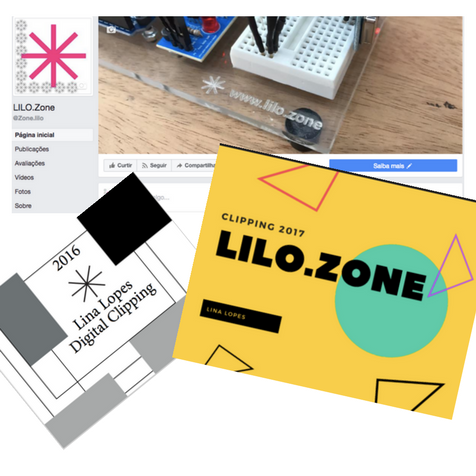 www.lilo.zone
LILO.Zone
@Zone.lilo
Página inicial
Publicações
Avaliações
Vídeos
Fotos
Sobre
Curtir
Seguir
Compartilha
Saiba mais
2016
Lina Lopes
Digital Clipping
CLIPPING 2017
LILO.ZONE
LINA LOPES